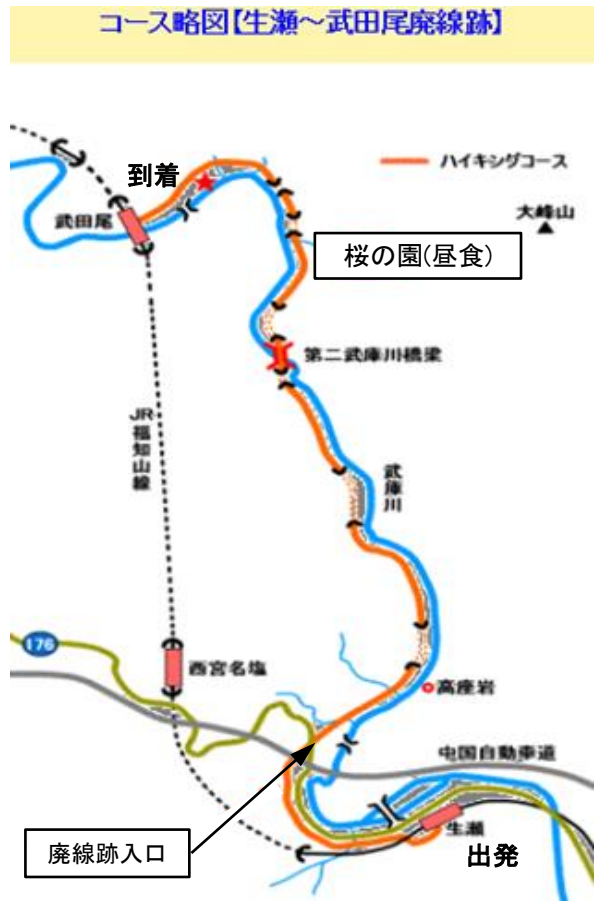 コース略図【生瀬～武田尾廃線跡】
到着
ハイキングコース
武田尾
大峰山
桜の園(昼食)
第二武庫川橋梁
JR福知山線
武庫川
176
西宮名塩
高座岩
中国自動車道
廃線跡入口
生瀬
出発